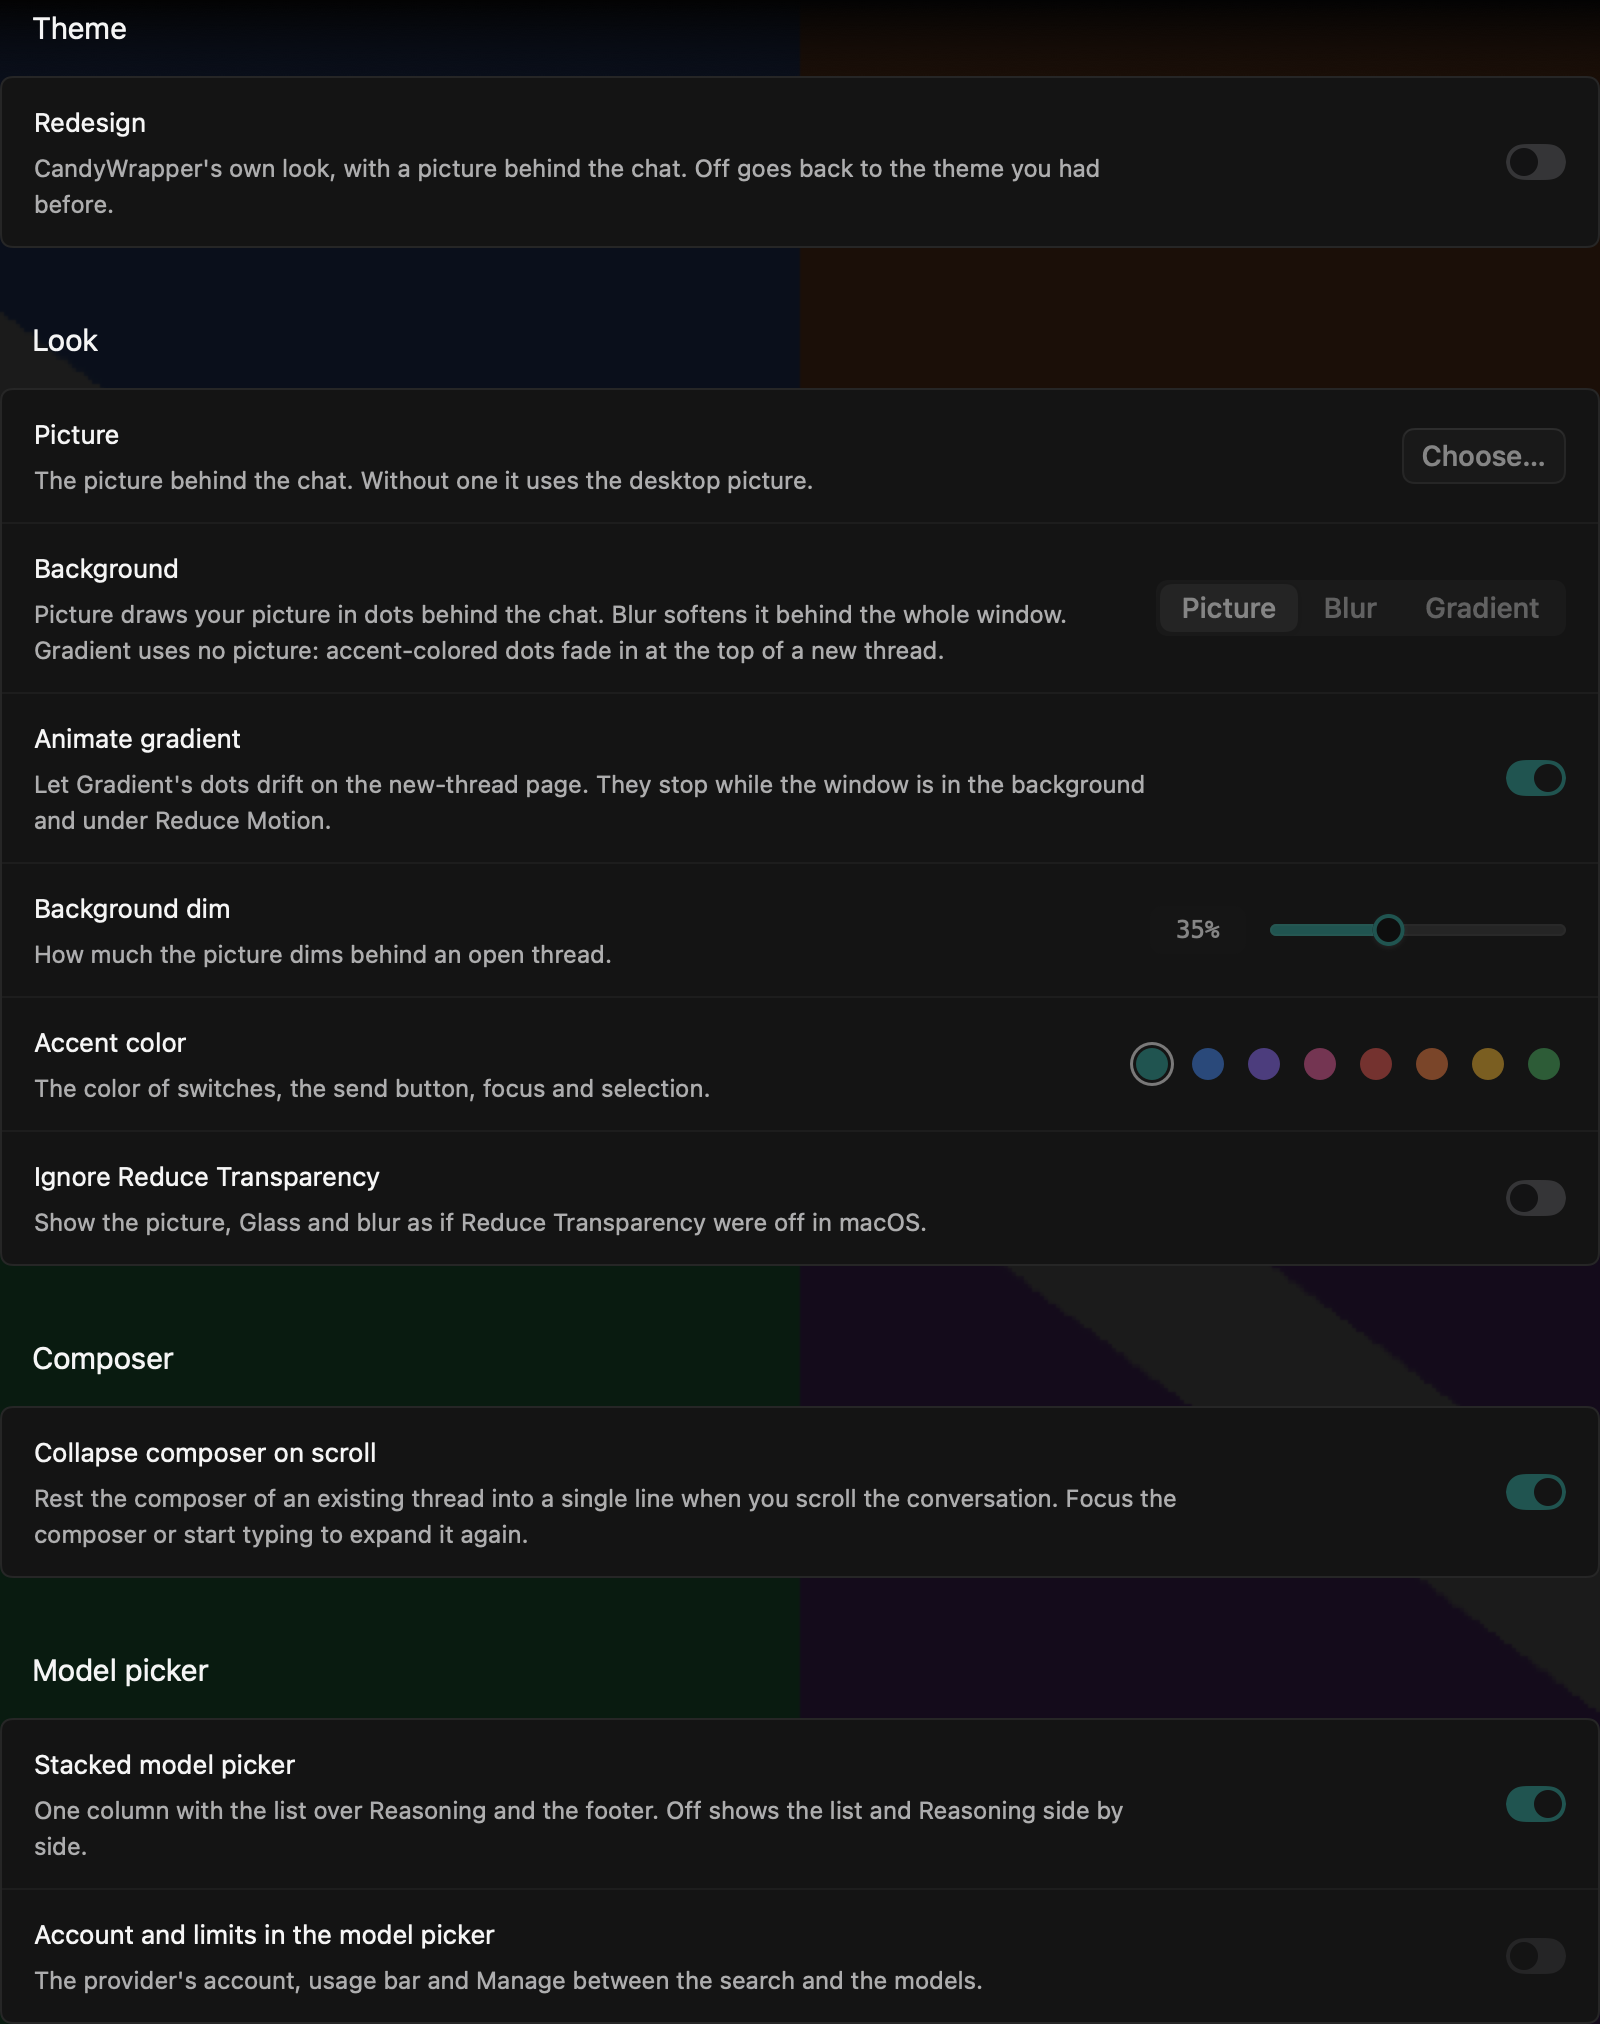 Theme
Redesign
CandyWrapper's own look, with a picture behind the chat. Off goes back to the theme you had
before.
Look
Picture
The picture behind the chat. Without one it uses the desktop picture.
Choose...
Background
Picture draws your picture in dots behind the chat. Blur softens it behind the whole window.
Gradient uses no picture: accent-colored dots fade in at the top of a new thread.
Picture Blur Gradient
Animate gradient
Let Gradient's dots drift on the new-thread page. They stop while the window is in the background
and under Reduce Motion.
Background dim
How much the picture dims behind an open thread.
35%
Accent color
The color of switches, the send button, focus and selection.
Ignore Reduce Transparency
Show the picture, Glass and blur as if Reduce Transparency were off in macOS.
Composer
Collapse composer on scroll
Rest the composer of an existing thread into a single line when you scroll the conversation. Focus the
composer or start typing to expand it again.
Model picker
Stacked model picker
One column with the list over Reasoning and the footer. Off shows the list and Reasoning side by
side.
Account and limits in the model picker
The provider's account, usage bar and Manage between the search and the models.